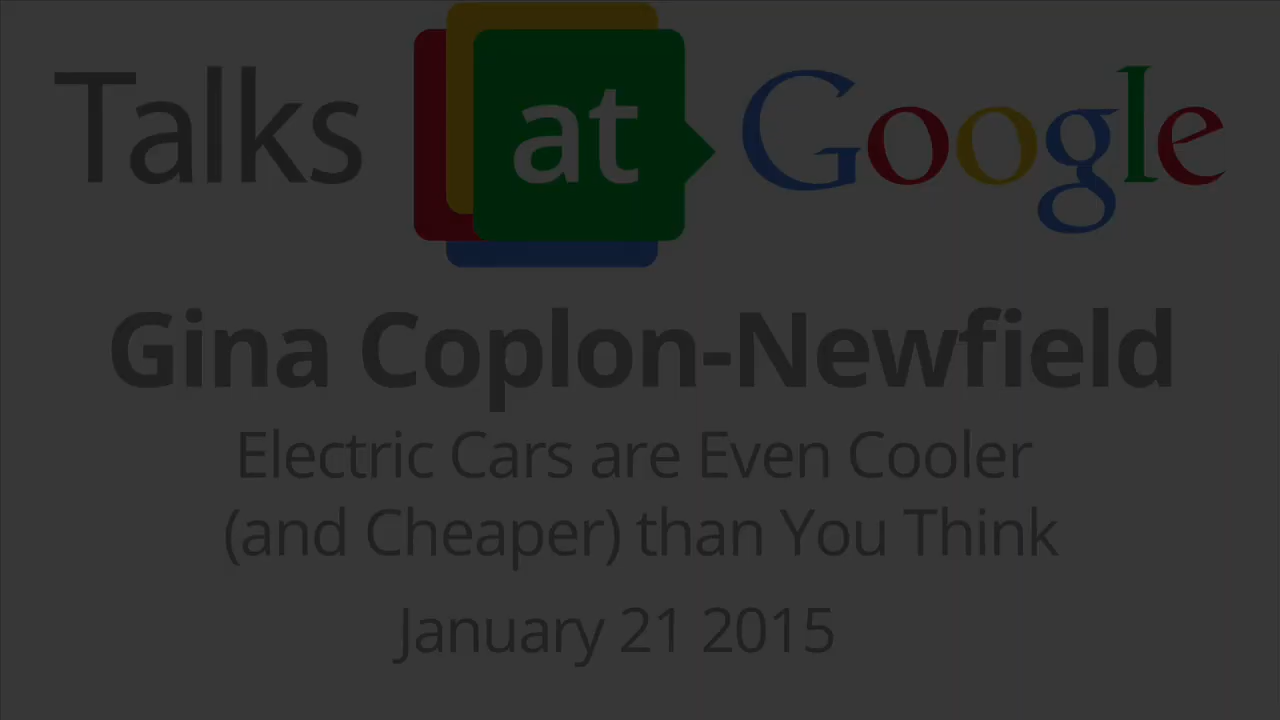 Talks at Google
Gina Coplon-Newfield
Electric Cars are Even Cooler
(and Cheaper) than You Think
January 21 2015